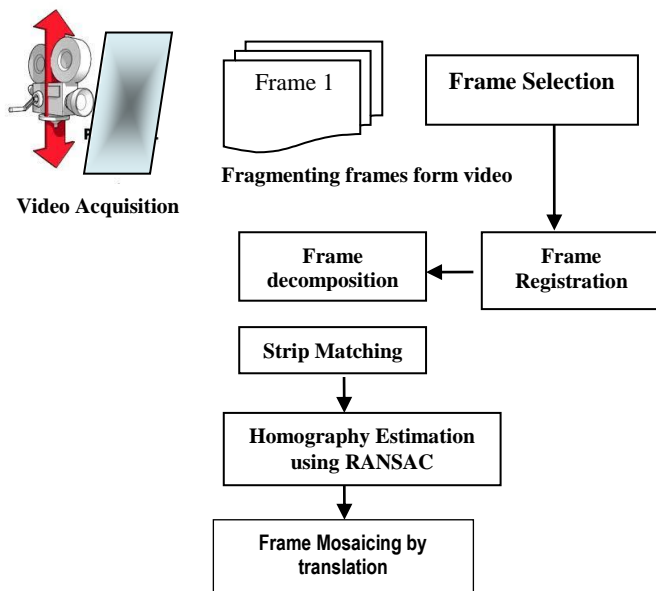 Frame 1
Frame Selection
Fragmenting frames form video
Video Acquisition
Frame
decomposition
Frame
Registration
Strip Matching
Homography Estimation
using RANSAC
Frame Mosaicing by
translation